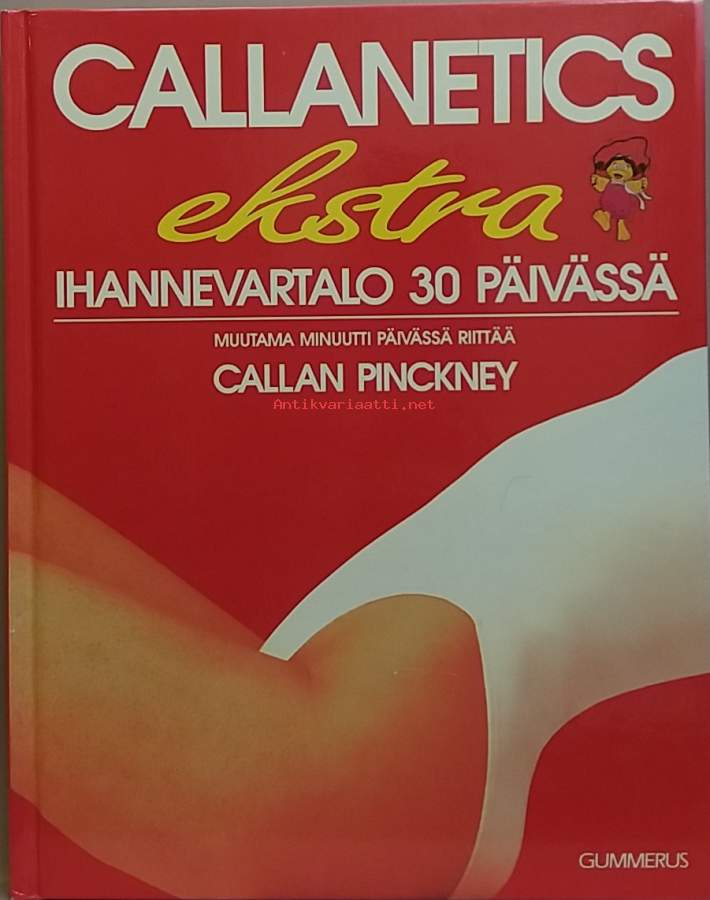 CALLANETICS
ekstra
IHANNEVARTALO 30 PÄIVÄSSÄ
MUUTAMA MINUUTTI PÄIVÄSSÄ RIITTÄÄ
CALLAN PINCKNEY
Antikvariaatti.net
GUMMERUS